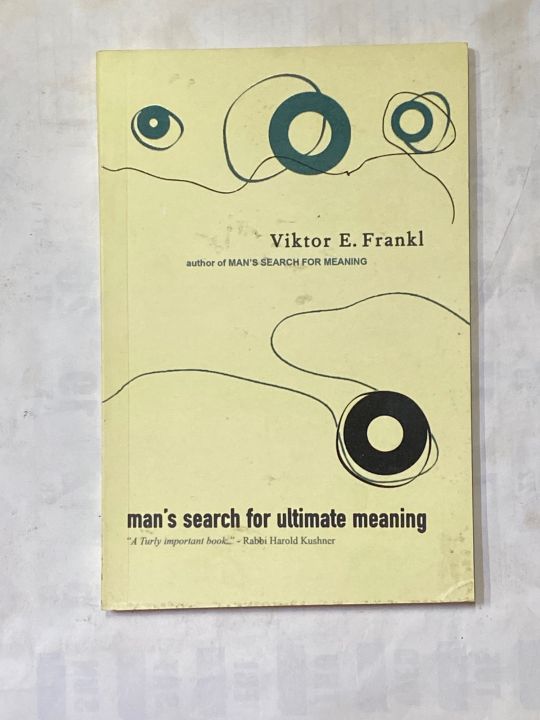 Viktor E. Frankl
author of MAN'S SEARCH FOR MEANING
man's search for ultimate meaning
"A Turly important book.." - Rabbi Harold Kushner